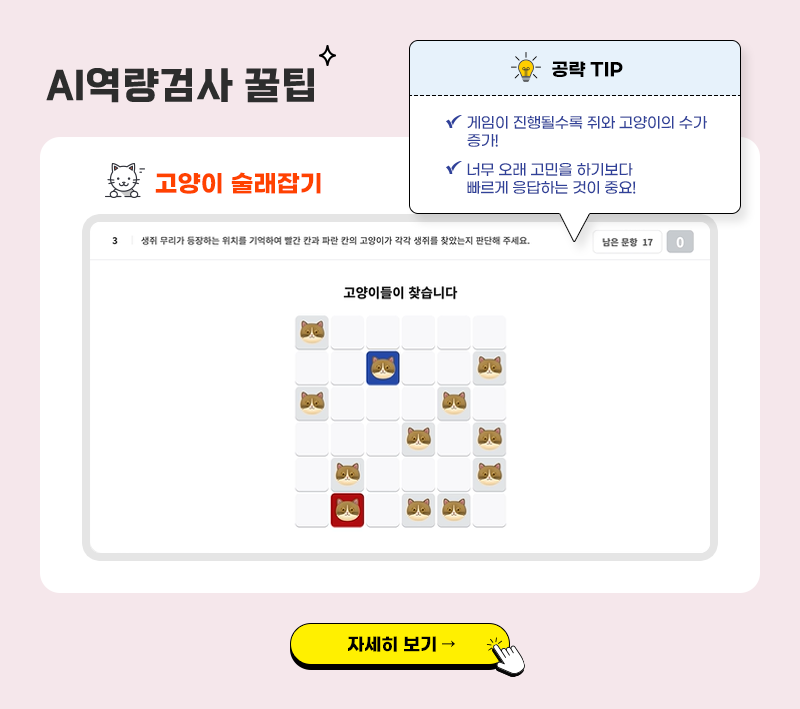 AI역량검사 꿀팁
공략 TIP
게임이 진행될수록 쥐와 고양이의 수가
증가!
너무 오래 고민을 하기보다
빠르게 응답하는 것이 중요!
고양이 술래잡기
3 생쥐 무리가 등장하는 위치를 기억하여 빨간 칸과 파란 칸의 고양이가 각각 생쥐를 찾았는지 판단해 주세요.
남은 문항 17 0
고양이들이 찾습니다
자세히 보기 →